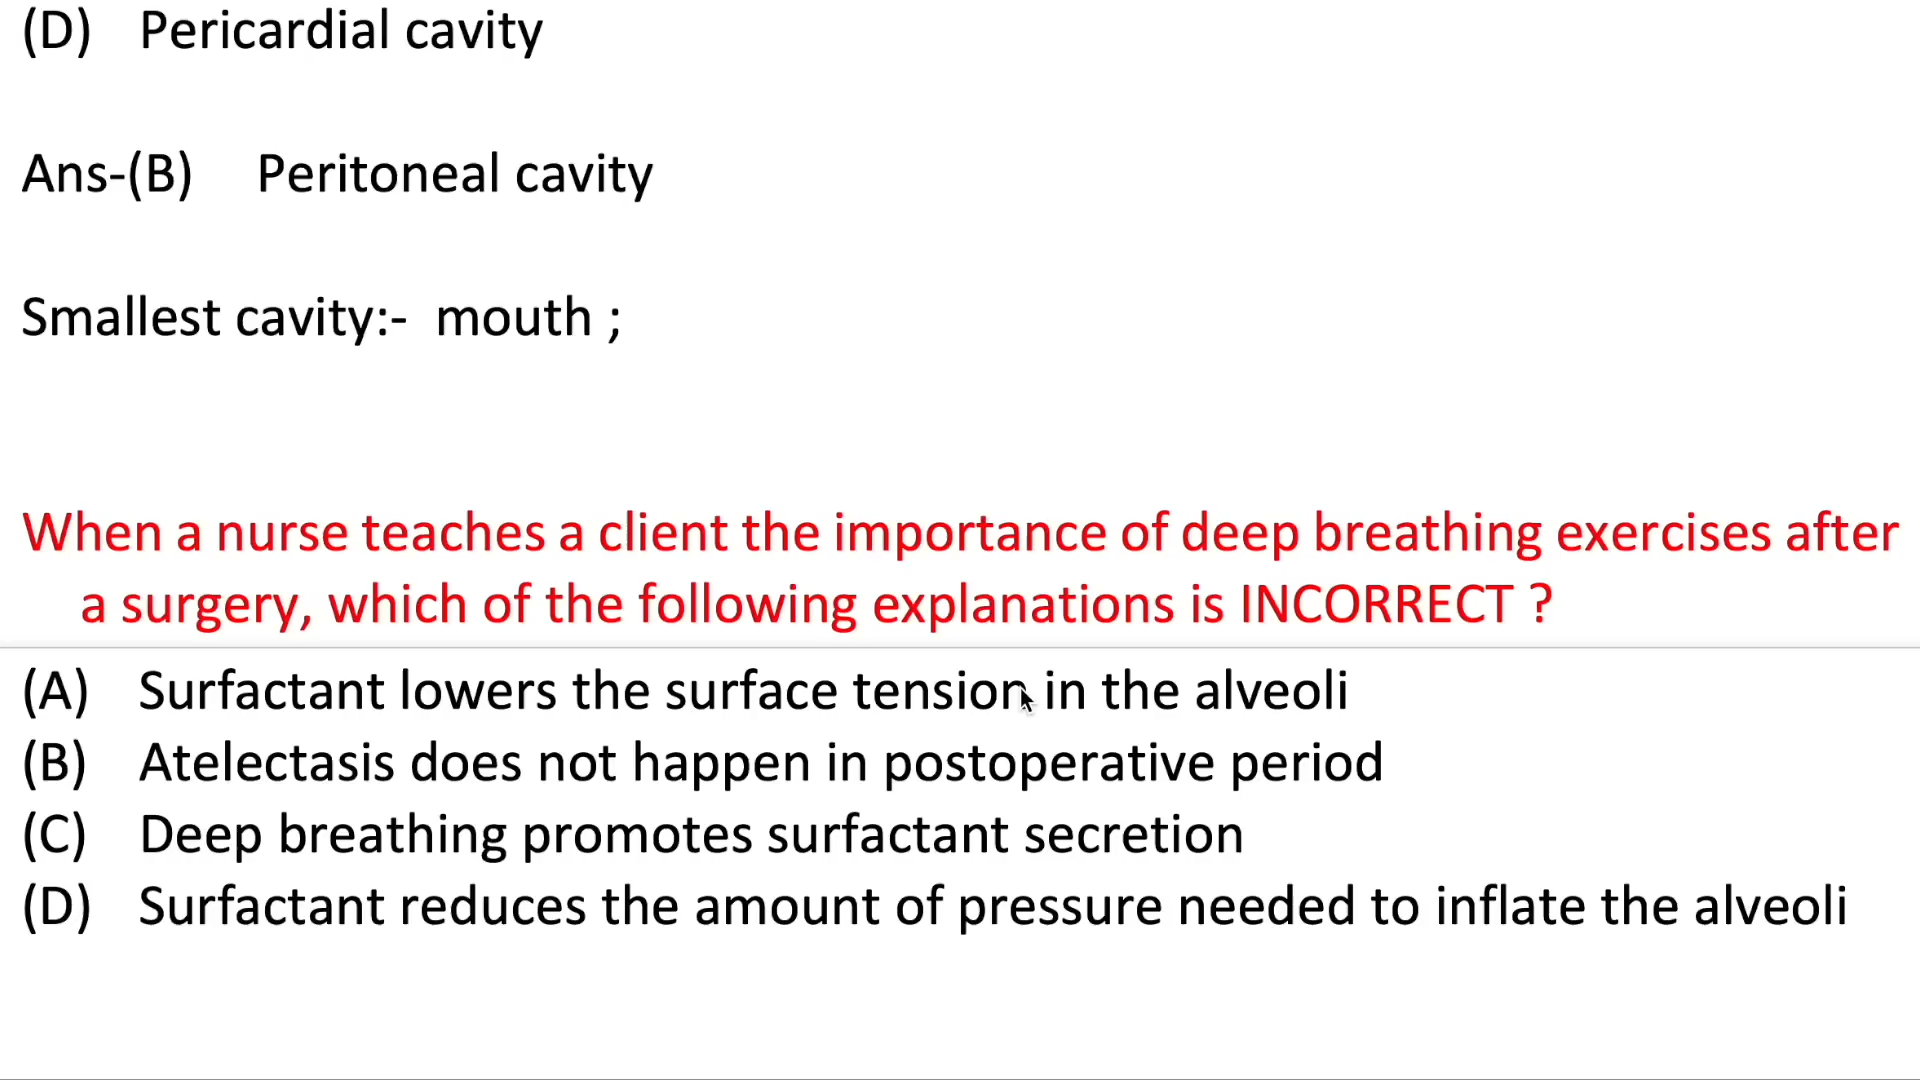 (D) Pericardial cavity
Ans-(B) Peritoneal cavity
Smallest cavity:- mouth ;
When a nurse teaches a client the importance of deep breathing exercises after
a surgery, which of the following explanations is INCORRECT ?
(A) Surfactant lowers the surface tension in the alveoli
(B) Atelectasis does not happen in postoperative period
(C) Deep breathing promotes surfactant secretion
(D) Surfactant reduces the amount of pressure needed to inflate the alveoli